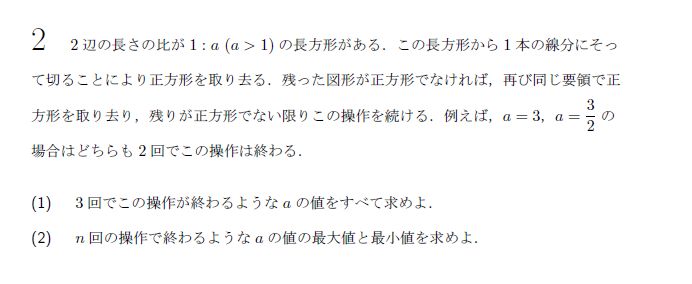 2 2辺の長さの比が 1 : a (a > 1) の長方形がある．この長方形から1本の線分にそっ
て切ることにより正方形を取り去る．残った図形が正方形でなければ，再び同じ要領で正
方形を取り去り，残りが正方形でない限りこの操作を続ける．例えば，a = 3，a = 3/2 の
場合はどちらも2回でこの操作は終わる．
(1) 3回でこの操作が終わるような a の値をすべて求めよ．
(2) n 回の操作で終わるような a の値の最大値と最小値を求めよ．